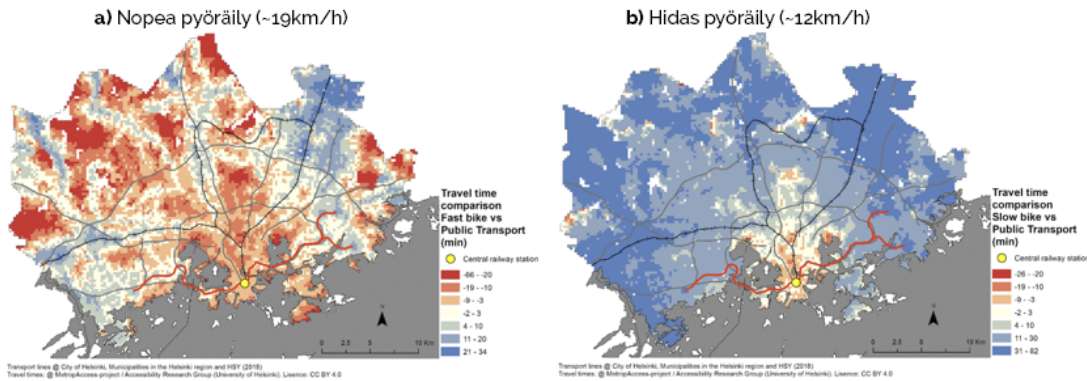 a) Nopea pyöräily (~19km/h)
Travel time
comparison
Fast bike vs
Public Transport
(min)
Central railway station
-66 - -20
-19 - -10
-9 - -3
-2 - 3
4 - 10
11 - 20
21 - 34
N
0 2.5 5 10 Km
Transport lines @ City of Helsinki, Municipalities in the Helsinki region and HSY (2018)
Travel times: @ MetropAccess-project / Accessibility Research Group (University of Helsinki). Lisence: CC BY 4.0
b) Hidas pyöräily (~12km/h)
Travel time
comparison
Slow bike vs
Public Transport
(min)
Central railway station
-26 - -20
-19 - -10
-9 - -3
-2 - 3
4 - 10
11 - 30
31 - 82
N
0 2.5 5 10 Km
Transport lines @ City of Helsinki, Municipalities in the Helsinki region and HSY (2018)
Travel times: @ MetropAccess-project / Accessibility Research Group (University of Helsinki). Lisence: CC BY 4.0